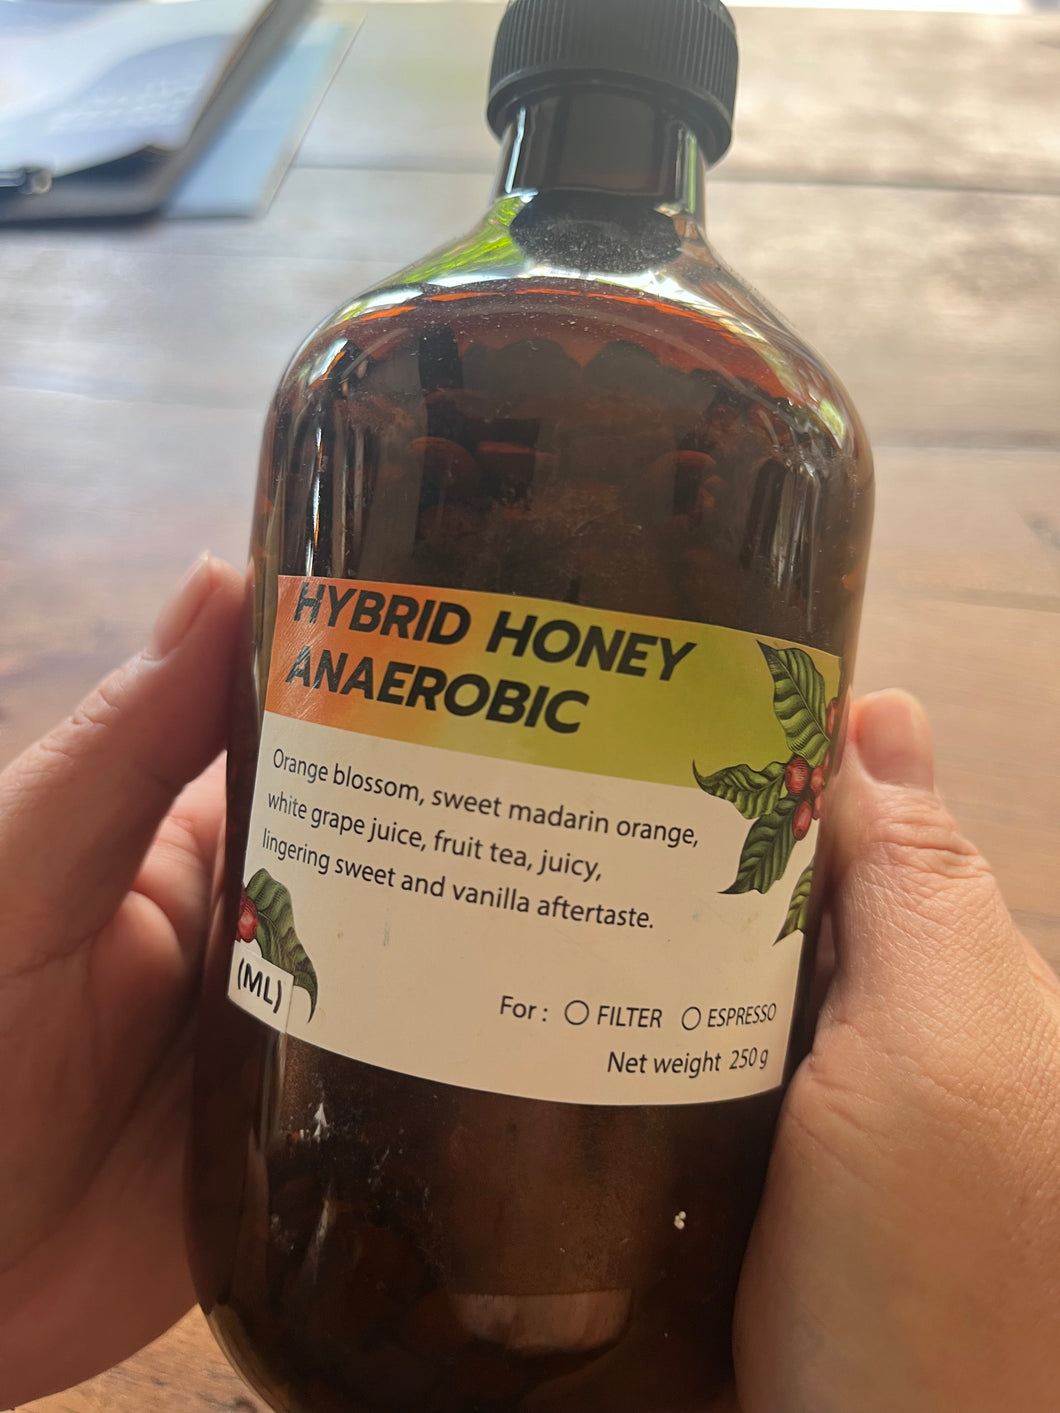 HYBRID HONEY
ANAEROBIC
Orange blossom, sweet madarin orange,
white grape juice, fruit tea, juicy,
lingering sweet and vanilla aftertaste.
(ML)
For : ○ FILTER ○ ESPRESSO
Net weight 250 g